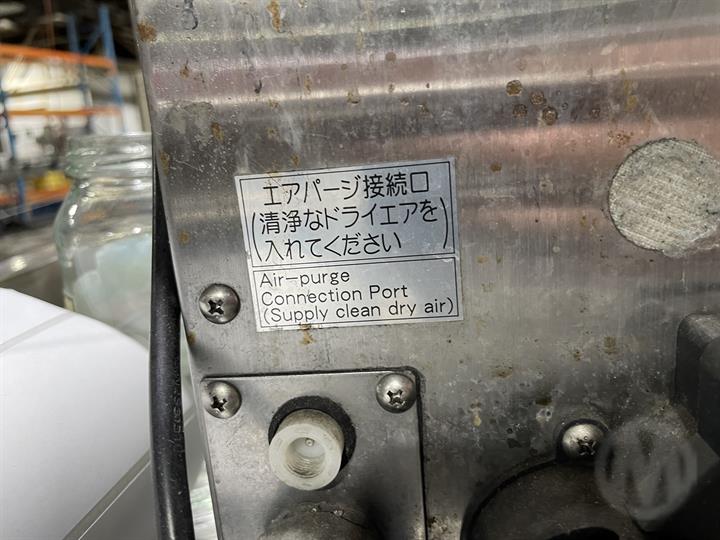 エアパージ接続口
(清浄なドライエアを
入れてください)
Air-purge
Connection Port
(Supply clean dry air)